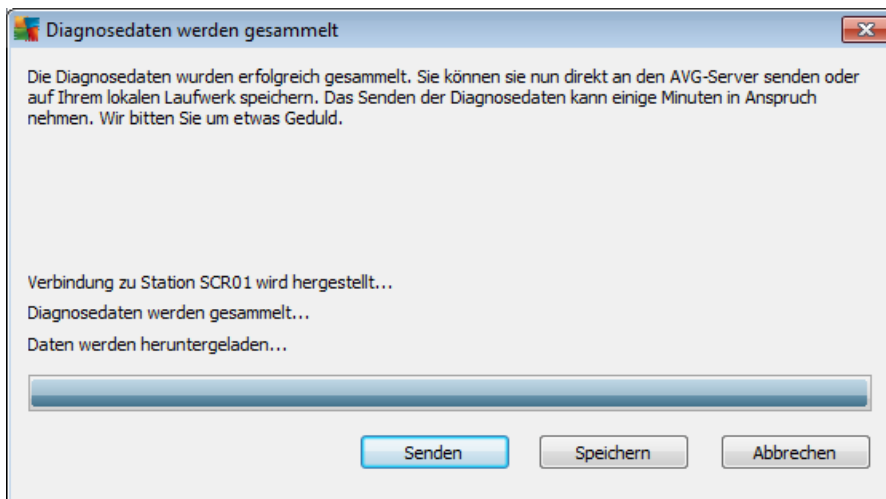 Diagnosedaten werden gesammelt
Die Diagnosedaten wurden erfolgreich gesammelt. Sie können sie nun direkt an den AVG-Server senden oder
auf Ihrem lokalen Laufwerk speichern. Das Senden der Diagnosedaten kann einige Minuten in Anspruch
nehmen. Wir bitten Sie um etwas Geduld.
Verbindung zu Station SCR01 wird hergestellt...
Diagnosedaten werden gesammelt...
Daten werden heruntergeladen...
Senden
Speichern
Abbrechen